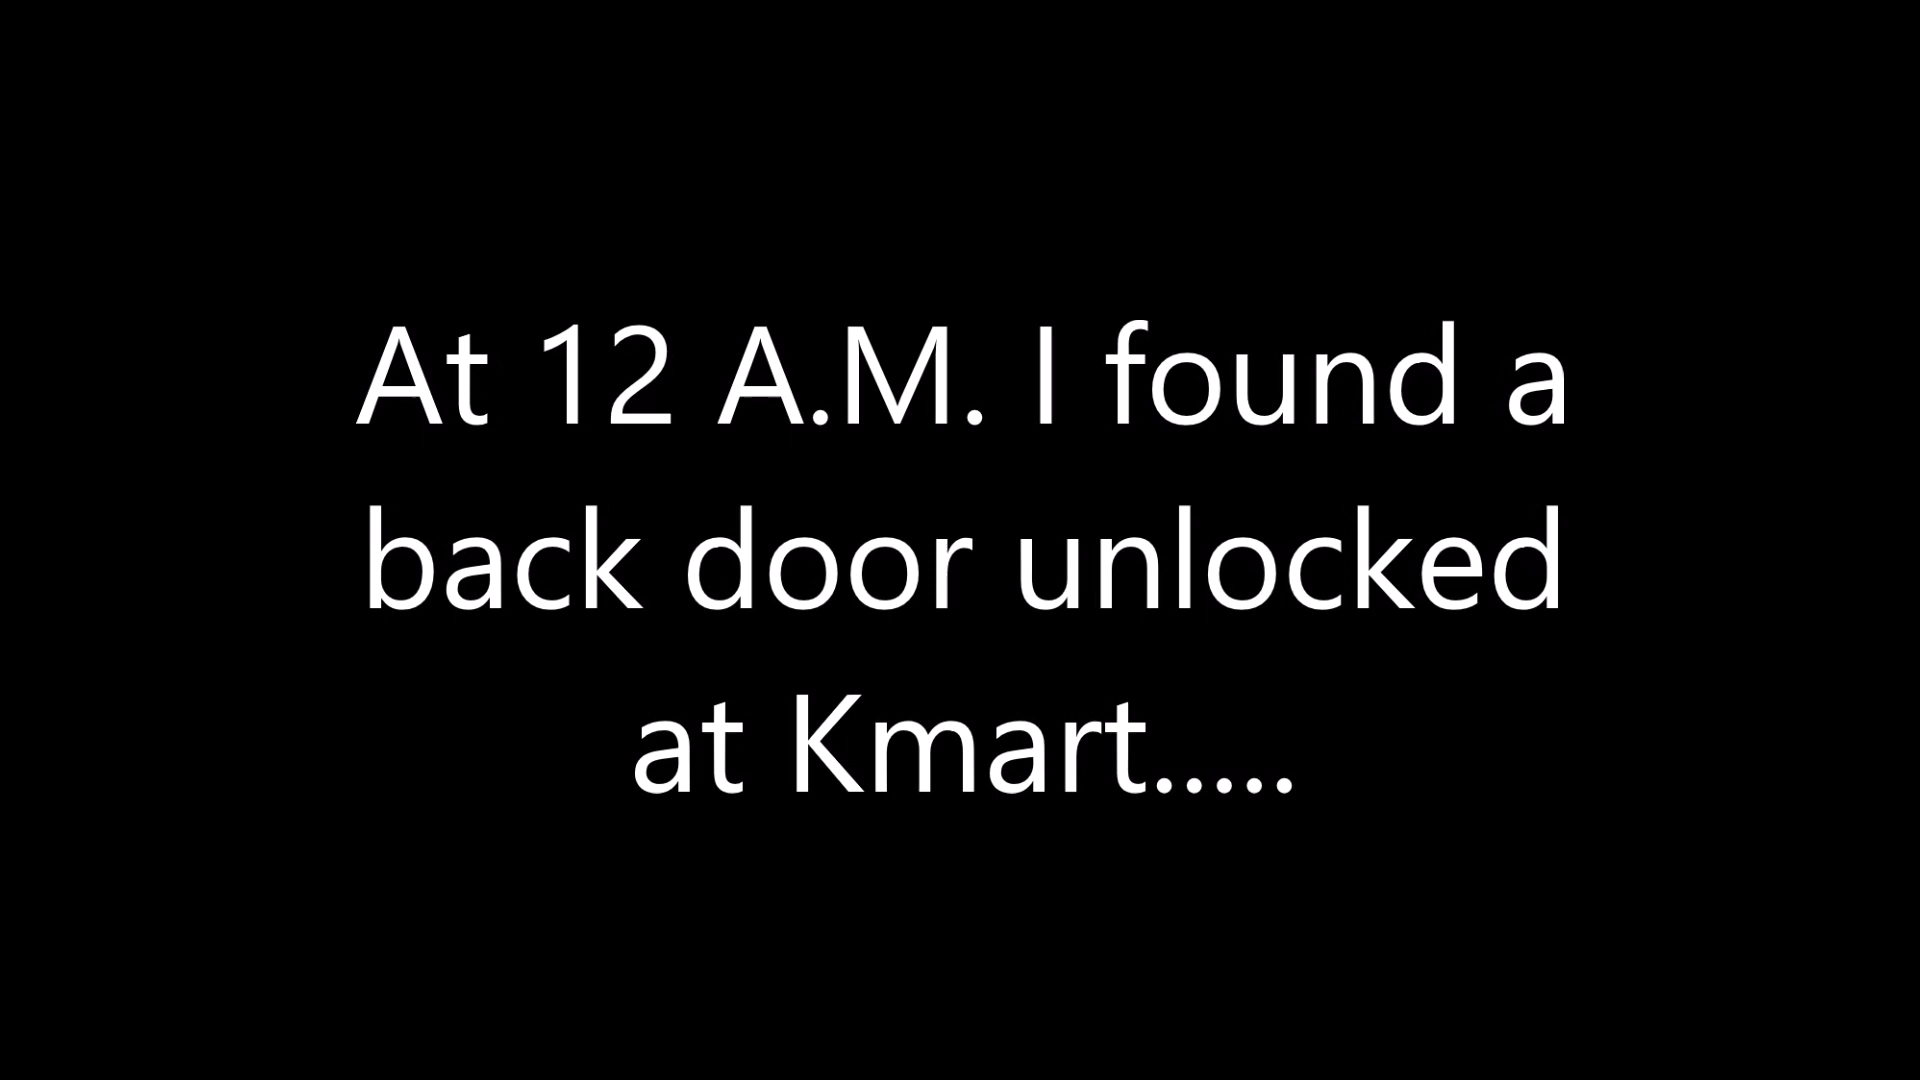 At 12 A.M. I found a
back door unlocked
at Kmart.....